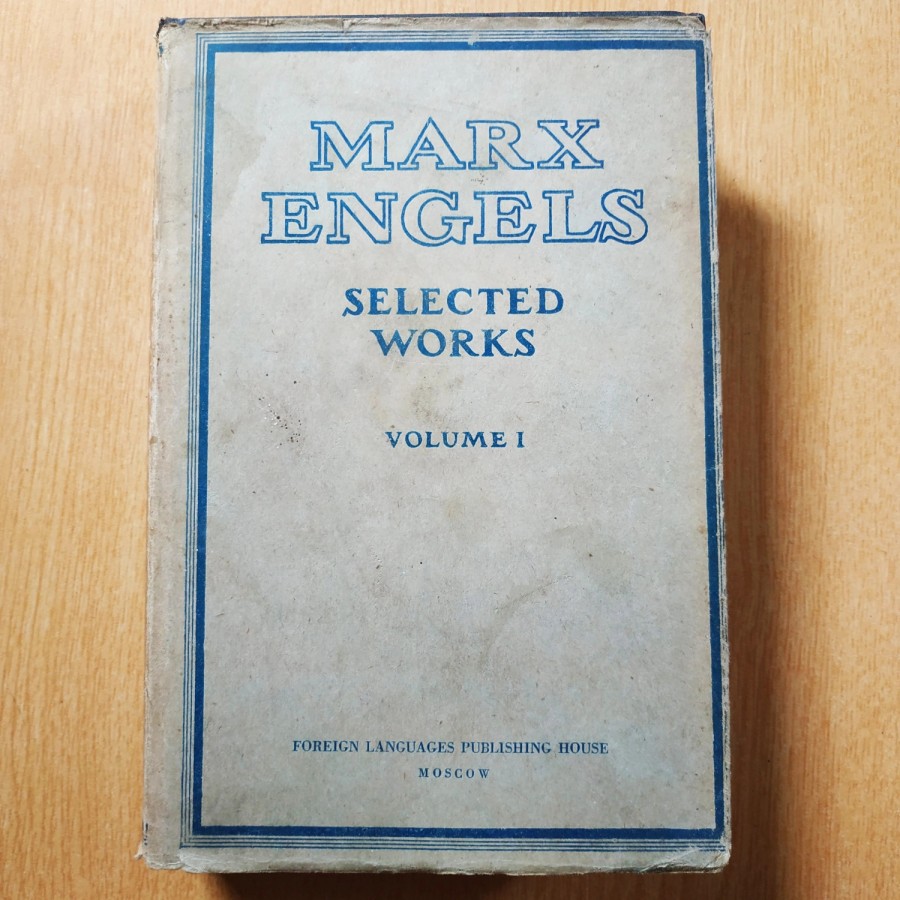 MARX
ENGELS
SELECTED
WORKS
VOLUME I
FOREIGN LANGUAGES PUBLISHING HOUSE
MOSCOW